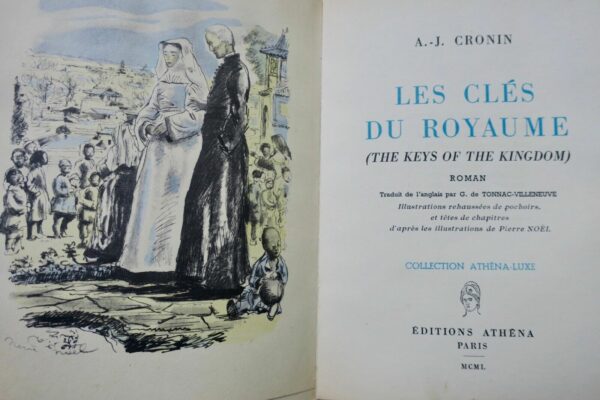 A.-J. CRONIN
LES CLÉS
DU ROYAUME
(THE KEYS OF THE KINGDOM)
ROMAN
Traduit de l'anglais par G. de TONNAC-VILLENEUVE
Illustrations rehaussées de pochoirs,
et têtes de chapitres
d'après les illustrations de Pierre NOËL
COLLECTION ATHÉNA-LUXE
ÉDITIONS ATHÉNA
PARIS
MCML